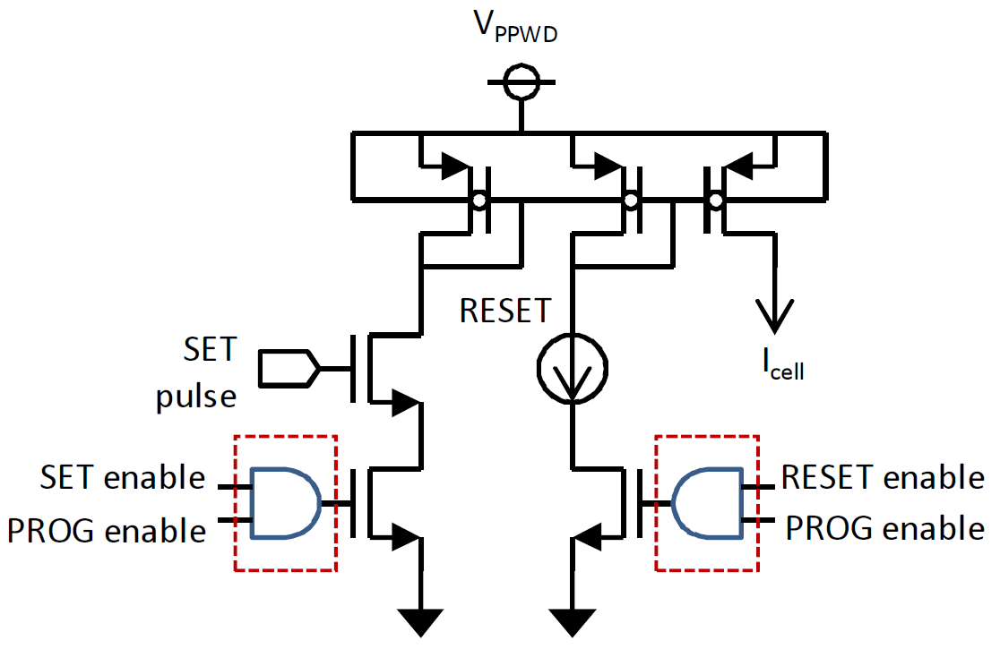 VPPWD
RESET
SET
pulse
Icell
SET enable
PROG enable
RESET enable
PROG enable